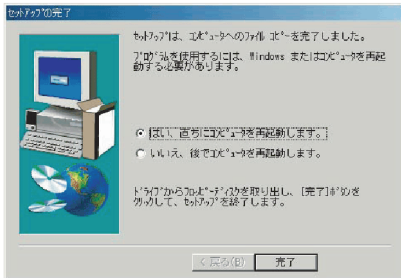 セットアップの完了
セットアップは、コンピュータへのファイル コピーを完了しました。
プログラムを使用するには、Windows またはコンピュータを再起
動する必要があります。
はい、直ちにコンピュータを再起動します。
いいえ、後でコンピュータを再起動します。
ドライブからフロッピーディスクを取り出し、[完了]ボタンを
クリックして、セットアップを終了します。
< 戻る(B)
完了